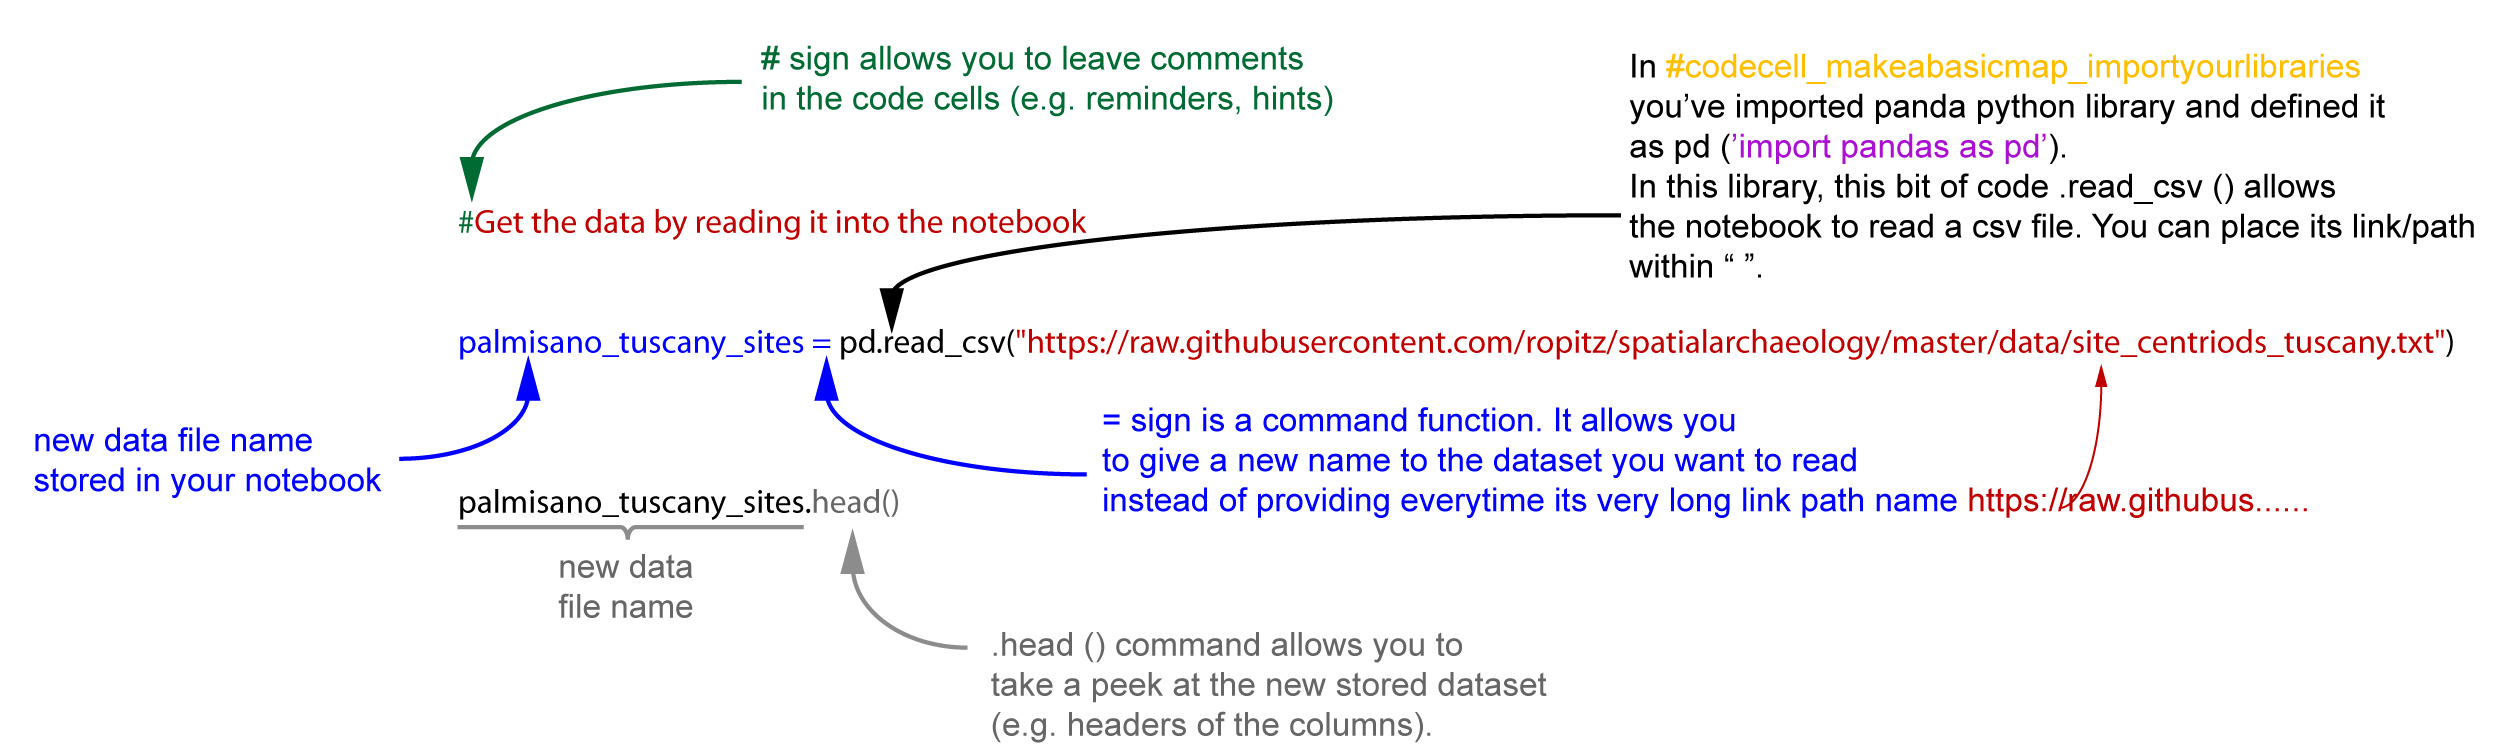 # sign allows you to leave comments
in the code cells (e.g. reminders, hints)
In #codecell_makeabasicmap_importyourlibraries
you've imported panda python library and defined it
as pd ('import pandas as pd').
In this library, this bit of code .read_csv () allows
the notebook to read a csv file. You can place its link/path
within “ ”.
#Get the data by reading it into the notebook
palmisano_tuscany_sites = pd.read_csv("https://raw.githubusercontent.com/ropitz/spatialarchaeology/master/data/site_centriods_tuscany.txt")
new data file name
stored in your notebook
= sign is a command function. It allows you
to give a new name to the dataset you want to read
instead of providing everytime its very long link path name https://raw.githubus......
palmisano_tuscany_sites.head()
new data
file name
.head () command allows you to
take a peek at the new stored dataset
(e.g. headers of the columns).